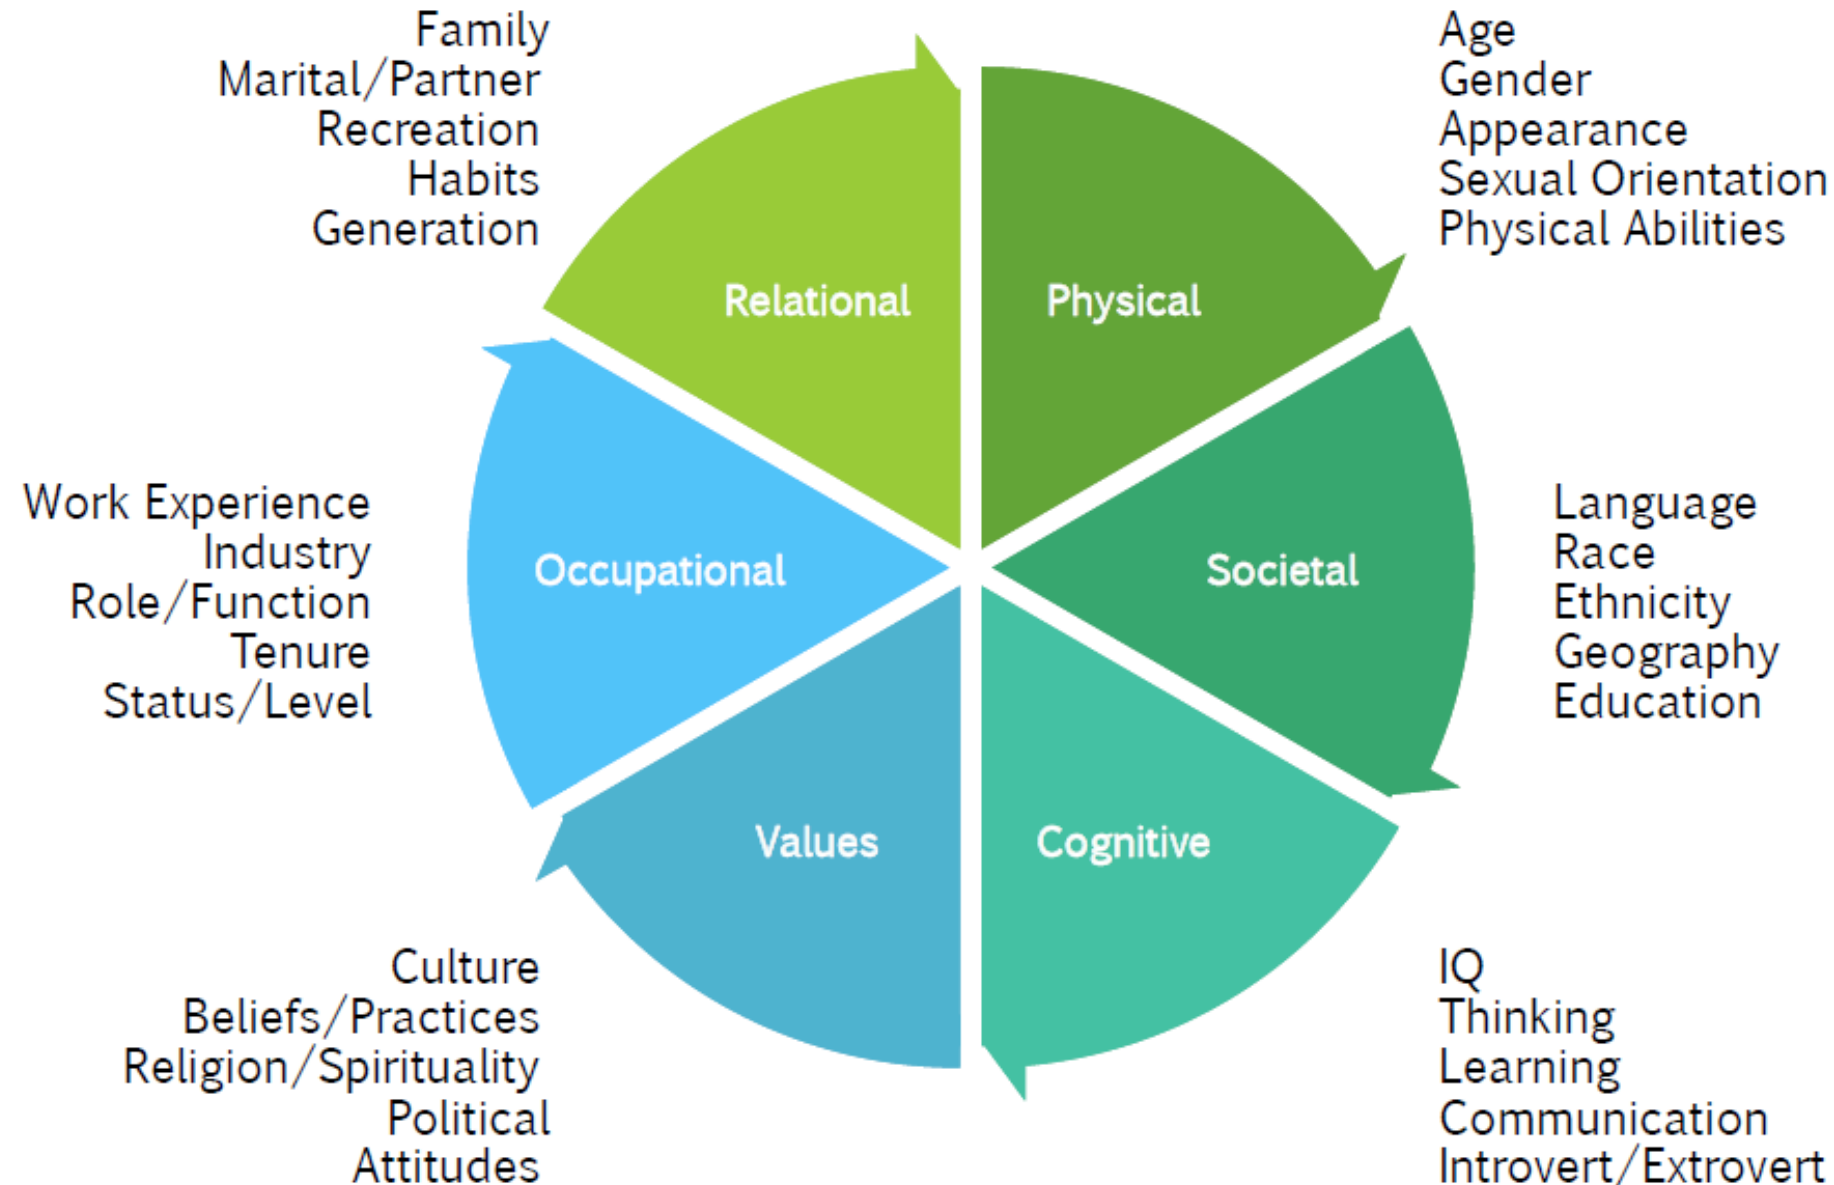 Family
Marital/Partner
Recreation
Habits
Generation
Age
Gender
Appearance
Sexual Orientation
Physical Abilities
Relational
Physical
Work Experience
Industry
Role/Function
Tenure
Status/Level
Occupational
Societal
Language
Race
Ethnicity
Geography
Education
Values
Cognitive
Culture
Beliefs/Practices
Religion/Spirituality
Political
Attitudes
IQ
Thinking
Learning
Communication
Introvert/Extrovert